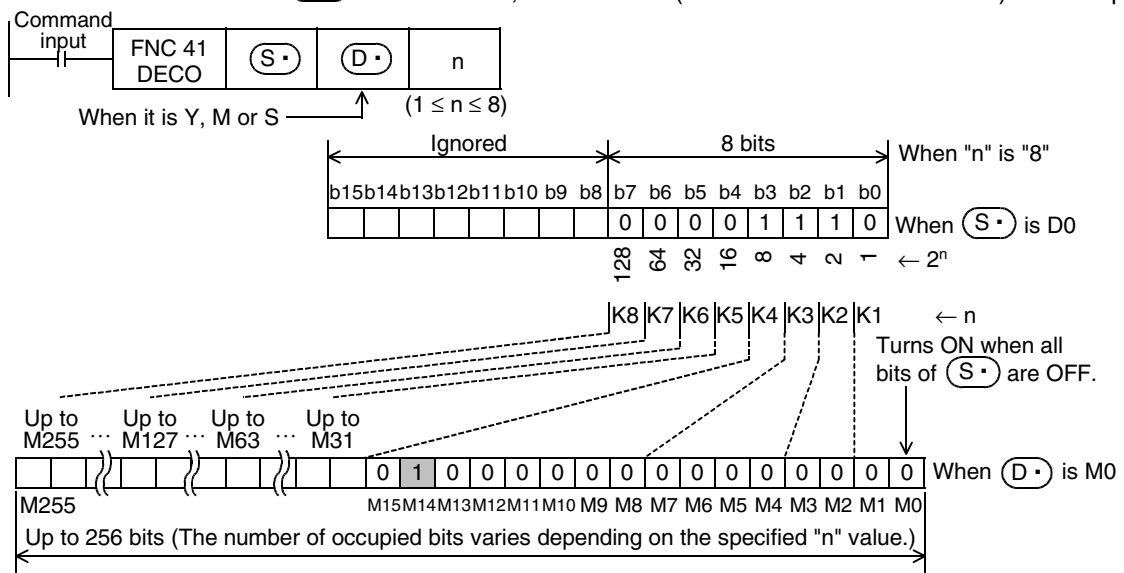 Command
input
FNC 41
DECO
S·
D·
n
When it is Y, M or S
(1 ≤ n ≤ 8)
Ignored
8 bits
When "n" is "8"
b15 b14 b13 b12 b11 b10 b9 b8 b7 b6 b5 b4 b3 b2 b1 b0
0 0 0 0 1 1 1 0
When S· is D0
128 64 32 16 8 4 2 1 ← 2ⁿ
K8 K7 K6 K5 K4 K3 K2 K1 ← n
Turns ON when all
bits of S· are OFF.
Up to
M255
...
Up to
M127
...
Up to
M63
...
Up to
M31
0 1 0 0 0 0 0 0 0 0 0 0 0 0 0 0
When D· is M0
M255
M15 M14 M13 M12 M11 M10 M9 M8 M7 M6 M5 M4 M3 M2 M1 M0
Up to 256 bits (The number of occupied bits varies depending on the specified "n" value.)